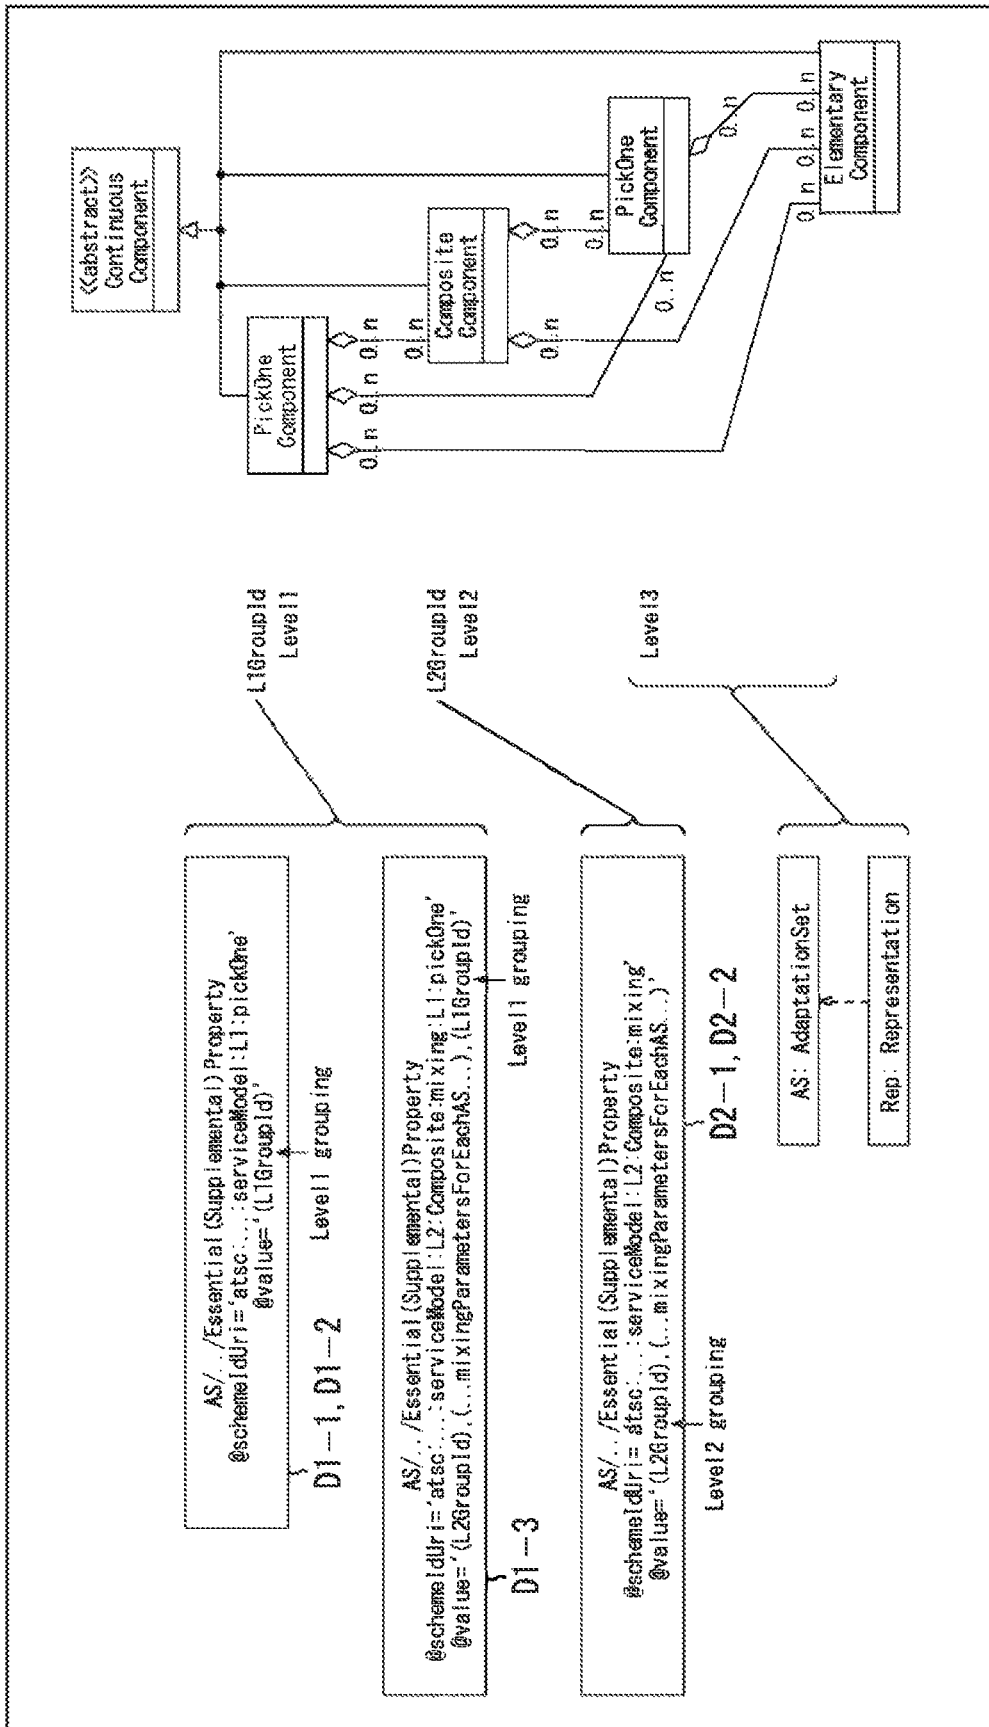 AS/../Essential(Supplemental)Property
@schemeIdUri='atsc:...:serviceModel:L1:pickOne'
@value='(L1GroupId)'
D1-1, D1-2
Level1 grouping
L1GroupId
Level1
AS/../Essential(Supplemental)Property
@schemeIdUri='atsc:...:serviceModel:L2:Composite:mixing:L1:pickOne'
@value='(L2GroupId),(...mixingParametersForEachAS...),(L1GroupId)'
D1-3
Level1 grouping
L2GroupId
Level2
AS/../Essential(Supplemental)Property
@schemeIdUri='atsc:...:serviceModel:L2:Composite:mixing'
@value='(L2GroupId),(...mixingParametersForEachAS...)'
Level2 grouping
D2-1, D2-2
AS: AdaptationSet
Rep: Representation
Level3
<<abstract>>
Continuous
Component
PickOne
Component
0..n
0..n
0..n
0..n
Composite
Component
0..n
0..n
0..n
PickOne
Component
0..n
0..n
0..n
0..n
0..n
Elementary
Component